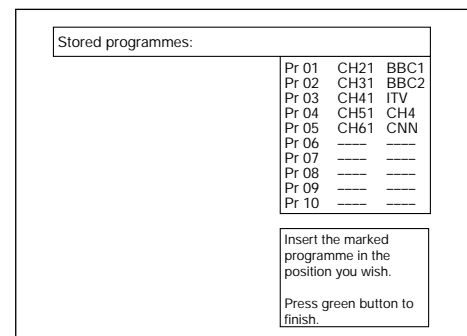 Stored programmes:
Pr 01 CH21 BBC1
Pr 02 CH31 BBC2
Pr 03 CH41 ITV
Pr 04 CH51 CH4
Pr 05 CH61 CNN
Pr 06 ---- ----
Pr 07 ---- ----
Pr 08 ---- ----
Pr 09 ---- ----
Pr 10 ---- ----
Insert the marked
programme in the
position you wish.
Press green button to
finish.